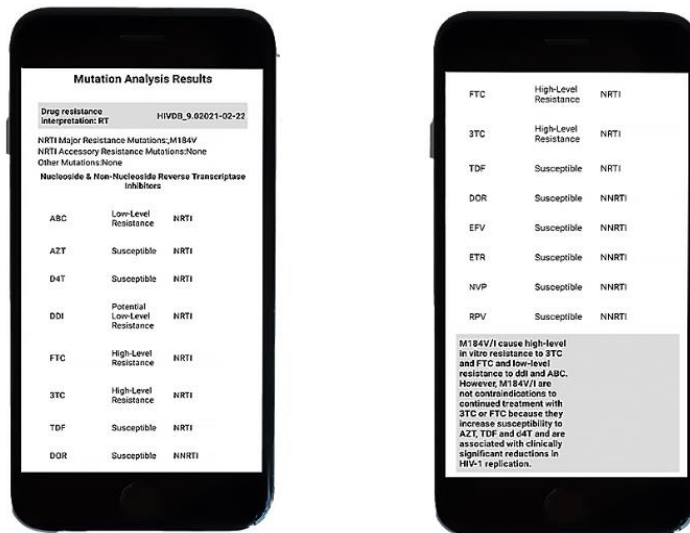 Mutation Analysis Results
Drug resistance
interpretation: RT HIVDB_9.02021-02-22
NRTI Major Resistance Mutations:,M184V
NRTI Accessory Resistance Mutations:None
Other Mutations:None
Nucleoside & Non-Nucleoside Reverse Transcriptase
Inhibitors
ABC Low-Level
Resistance NRTI
AZT Susceptible NRTI
D4T Susceptible NRTI
DDI Potential
Low-Level
Resistance NRTI
FTC High-Level
Resistance NRTI
3TC High-Level
Resistance NRTI
TDF Susceptible NRTI
DOR Susceptible NNRTI
FTC High-Level
Resistance NRTI
3TC High-Level
Resistance NRTI
TDF Susceptible NRTI
DOR Susceptible NNRTI
EFV Susceptible NNRTI
ETR Susceptible NNRTI
NVP Susceptible NNRTI
RPV Susceptible NNRTI
M184V/I cause high-level
in vitro resistance to 3TC
and FTC and low-level
resistance to ddI and ABC.
However, M184V/I are
not contraindications to
continued treatment with
3TC or FTC because they
increase susceptibility to
AZT, TDF and d4T and are
associated with clinically
significant reductions in
HIV-1 replication.